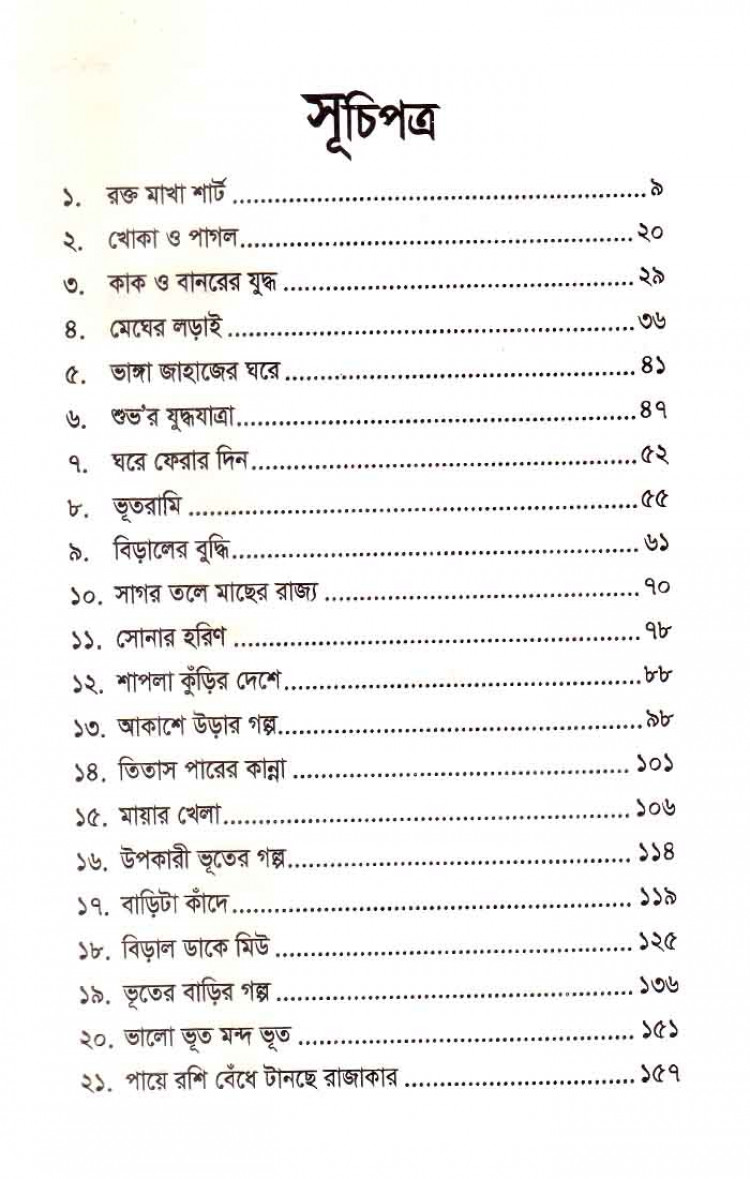 সূচিপত্র
১. রক্ত মাখা শার্ট ........................................................ ৯
২. খোকা ও পাগল........................................................ ২০
৩. কাক ও বানরের যুদ্ধ ................................................ ২৯
৪. মেঘের লড়াই ........................................................ ৩৬
৫. ভাঙ্গা জাহাজের ঘরে ................................................ ৪১
৬. শুভ'র যুদ্ধযাত্রা........................................................ ৪৭
৭. ঘরে ফেরার দিন..................................................... ৫২
৮. ভূতরামি ............................................................... ৫৫
৯. বিড়ালের বুদ্ধি........................................................ ৬১
১০. সাগর তলে মাছের রাজ্য ......................................... ৭০
১১. সোনার হরিণ ....................................................... ৭৮
১২. শাপলা কুঁড়ির দেশে................................................ ৮৮
১৩. আকাশে উড়ার গল্প................................................. ৯৮
১৪. তিতাস পারের কান্না .............................................. ১০১
১৫. মায়ার খেলা......................................................... ১০৬
১৬. উপকারী ভূতের গল্প............................................... ১১৪
১৭. বাড়িটা কাঁদে........................................................ ১১৯
১৮. বিড়াল ডাকে মিউ ................................................. ১২৫
১৯. ভূতের বাড়ির গল্প ................................................. ১৩৬
২০. ভালো ভূত মন্দ ভূত .............................................. ১৫১
২১. পায়ে রশি বেঁধে টানছে রাজাকার ............................... ১৫৭